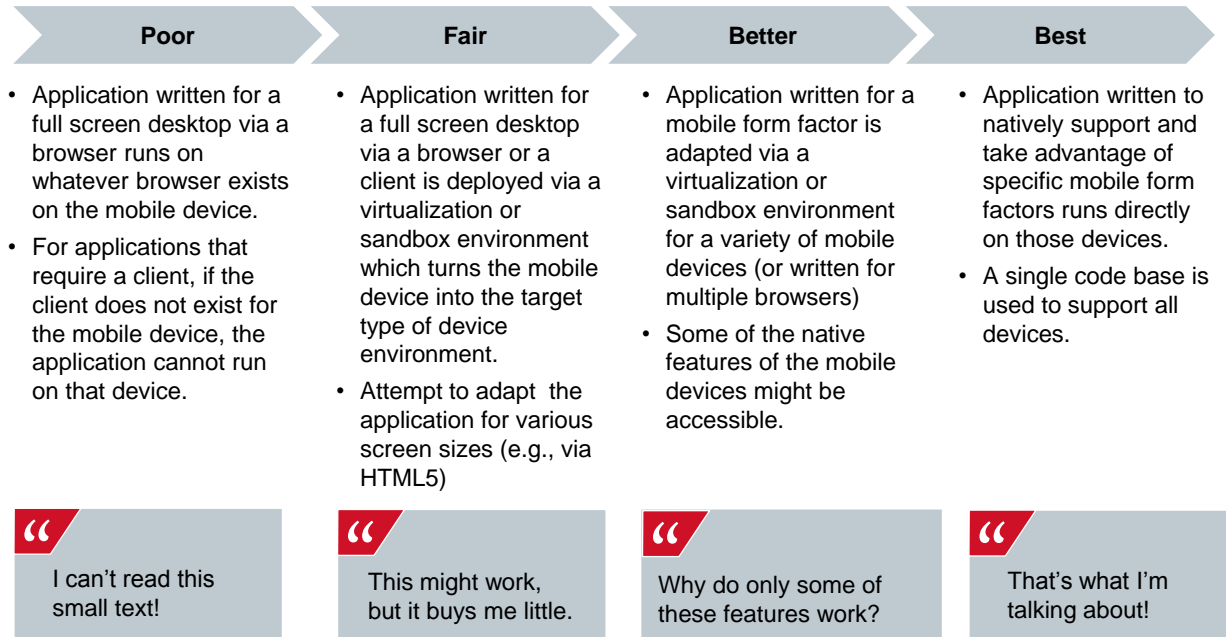 Poor
Fair
Better
Best
• Application written for a
full screen desktop via a
browser runs on
whatever browser exists
on the mobile device.
• For applications that
require a client, if the
client does not exist for
the mobile device, the
application cannot run
on that device.
• Application written for
a full screen desktop
via a browser or a
client is deployed via a
virtualization or
sandbox environment
which turns the mobile
device into the target
type of device
environment.
• Attempt to adapt  the
application for various
screen sizes (e.g., via
HTML5)
• Application written for a
mobile form factor is
adapted via a
virtualization or
sandbox environment
for a variety of mobile
devices (or written for
multiple browsers)
• Some of the native
features of the mobile
devices might be
accessible.
• Application written to
natively support and
take advantage of
specific mobile form
factors runs directly
on those devices.
• A single code base is
used to support all
devices.
“
I can’t read this
small text!
“
This might work,
but it buys me little.
“
Why do only some of
these features work?
“
That’s what I’m
talking about!